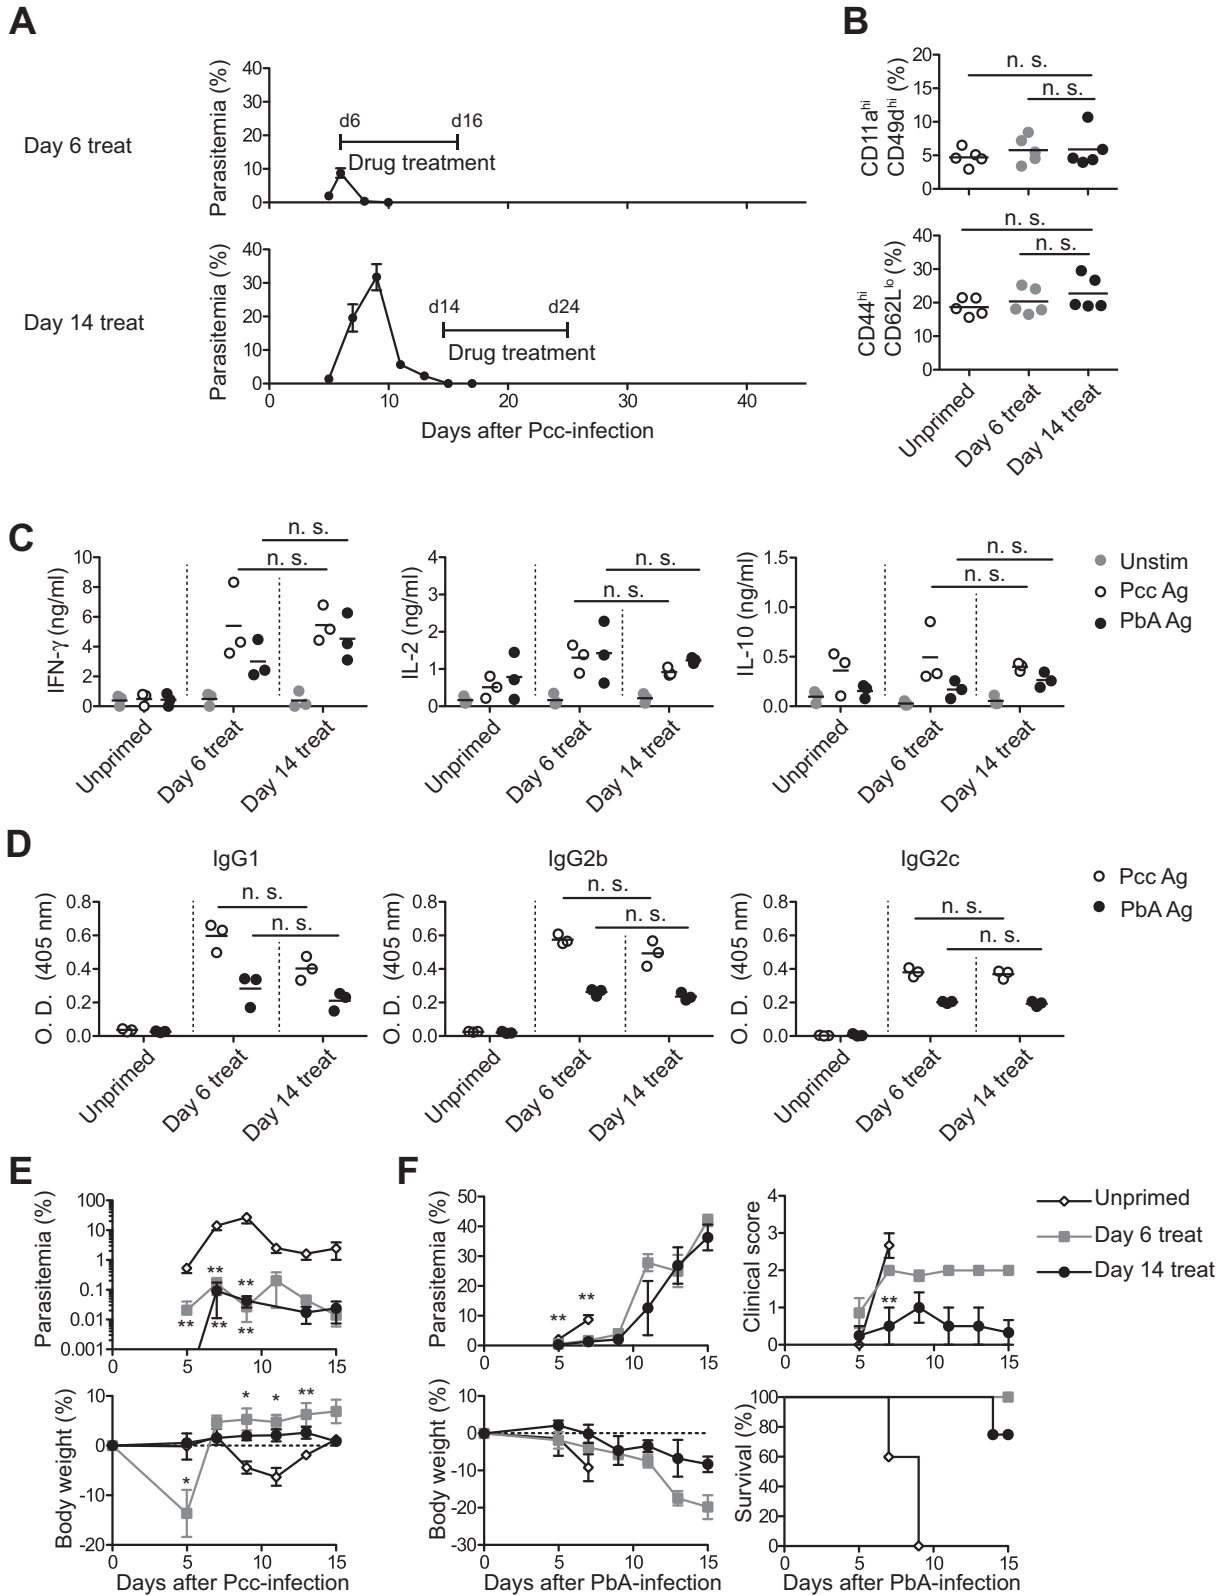 A
Day 6 treat
Parasitemia (%)
40
30
20
10
0
d6
d16
Drug treatment
Day 14 treat
Parasitemia (%)
40
30
20
10
0
d14
d24
Drug treatment
0
10
20
30
40
Days after Pcc-infection
B
CD11a^hi
CD49d^hi (%)
20
15
10
5
0
n. s.
n. s.
CD44^hi
CD62L^lo (%)
40
30
20
10
0
n. s.
n. s.
Unprimed
Day 6 treat
Day 14 treat
C
IFN-γ (ng/ml)
10
8
6
4
2
0
n. s.
n. s.
Unprimed
Day 6 treat
Day 14 treat
IL-2 (ng/ml)
4
3
2
1
0
n. s.
n. s.
Unprimed
Day 6 treat
Day 14 treat
IL-10 (ng/ml)
1.5
1.0
0.5
0.0
n. s.
n. s.
Unprimed
Day 6 treat
Day 14 treat
Unstim
Pcc Ag
PbA Ag
D
IgG1
O. D. (405 nm)
0.8
0.6
0.4
0.2
0.0
n. s.
n. s.
Unprimed
Day 6 treat
Day 14 treat
IgG2b
O. D. (405 nm)
0.8
0.6
0.4
0.2
0.0
n. s.
n. s.
Unprimed
Day 6 treat
Day 14 treat
IgG2c
O. D. (405 nm)
0.8
0.6
0.4
0.2
0.0
n. s.
n. s.
Unprimed
Day 6 treat
Day 14 treat
Pcc Ag
PbA Ag
E
Parasitemia (%)
100
10
1
0.1
0.01
0.001
**
**
**
**
**
0
5
10
15
Body weight (%)
10
0
-10
-20
*
*
*
**
0
5
10
15
Days after Pcc-infection
F
Parasitemia (%)
50
40
30
20
10
0
**
**
0
5
10
15
Body weight (%)
10
0
-10
-20
-30
0
5
10
15
Days after PbA-infection
Clinical score
4
3
2
1
0
**
0
5
10
15
Survival (%)
100
80
60
40
20
0
0
5
10
15
Days after PbA-infection
Unprimed
Day 6 treat
Day 14 treat